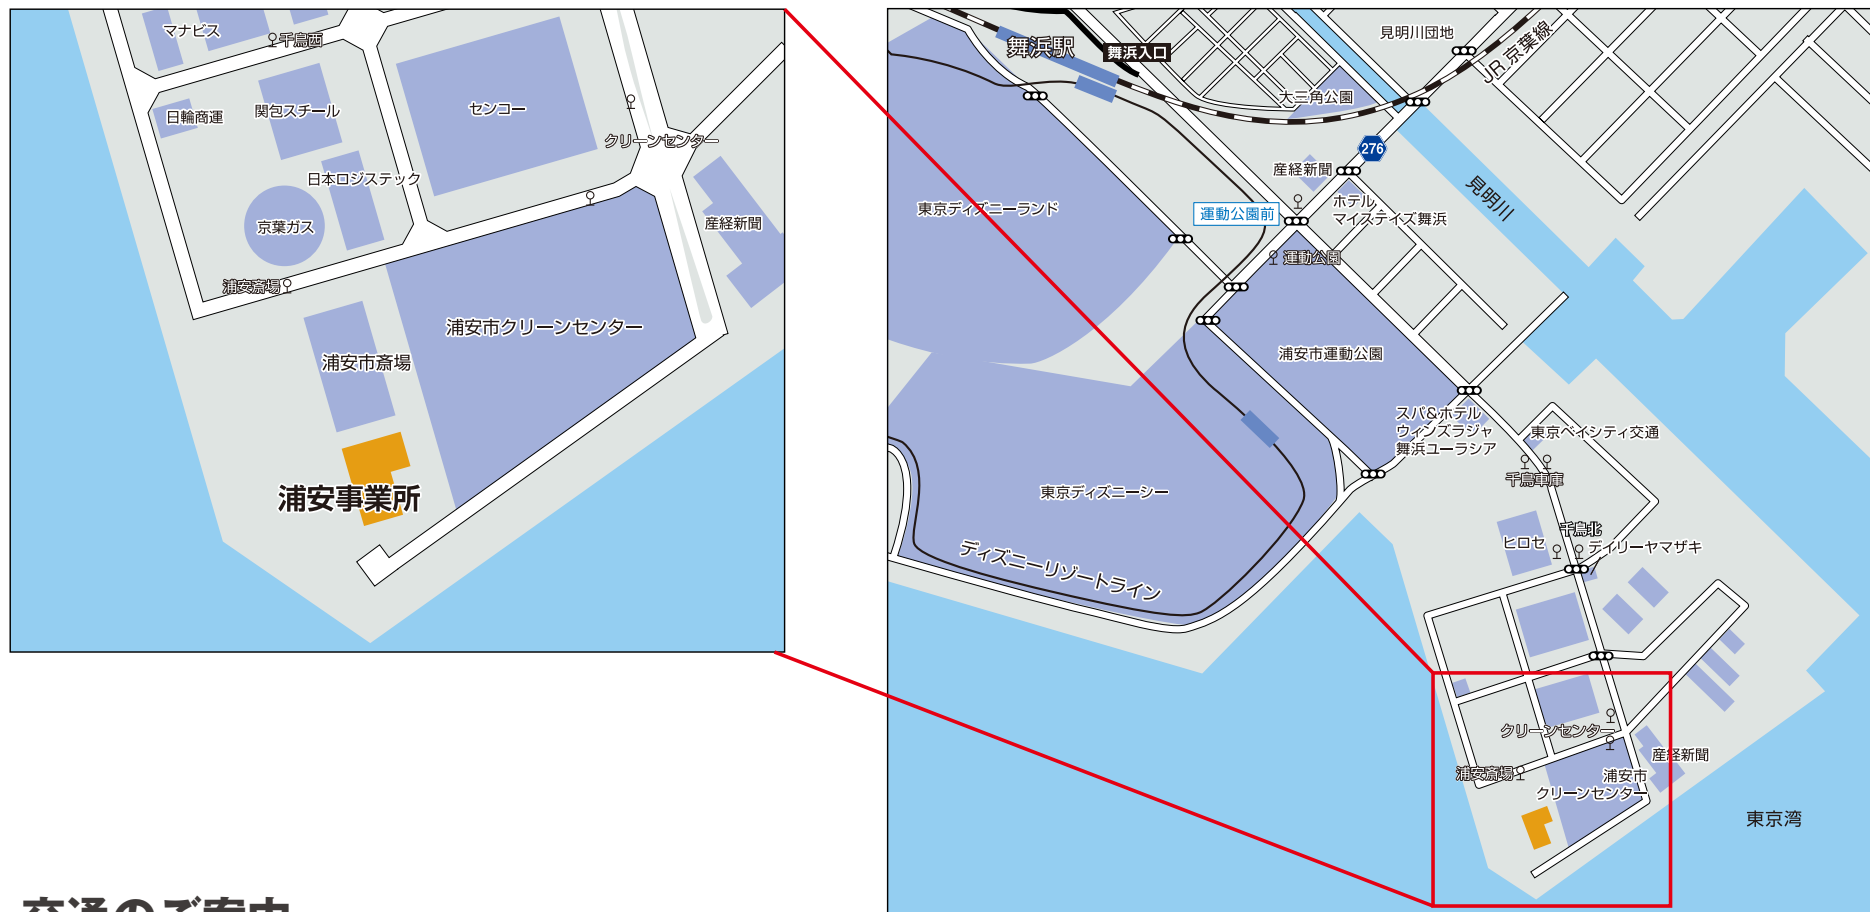 マナビス
千鳥西
日輪商運
関包スチール
センコー
クリーンセンター
日本ロジステック
京葉ガス
産経新聞
浦安斎場
浦安市クリーンセンター
浦安市斎場
浦安事業所
舞浜駅
舞浜入口
見明川団地
JR京葉線
大三角公園
276
産経新聞
見明川
東京ディズニーランド
運動公園前
ホテル
マイステイズ舞浜
運動公園
浦安市運動公園
スパ&ホテル
ウィンズラジャ
舞浜ユーラシア
東京ベイシティ交通
千鳥車庫
東京ディズニーシー
ディズニーリゾートライン
千鳥北
ヒロセ
デイリーヤマザキ
クリーンセンター
産経新聞
浦安斎場
浦安市
クリーンセンター
東京湾
交通のご案内